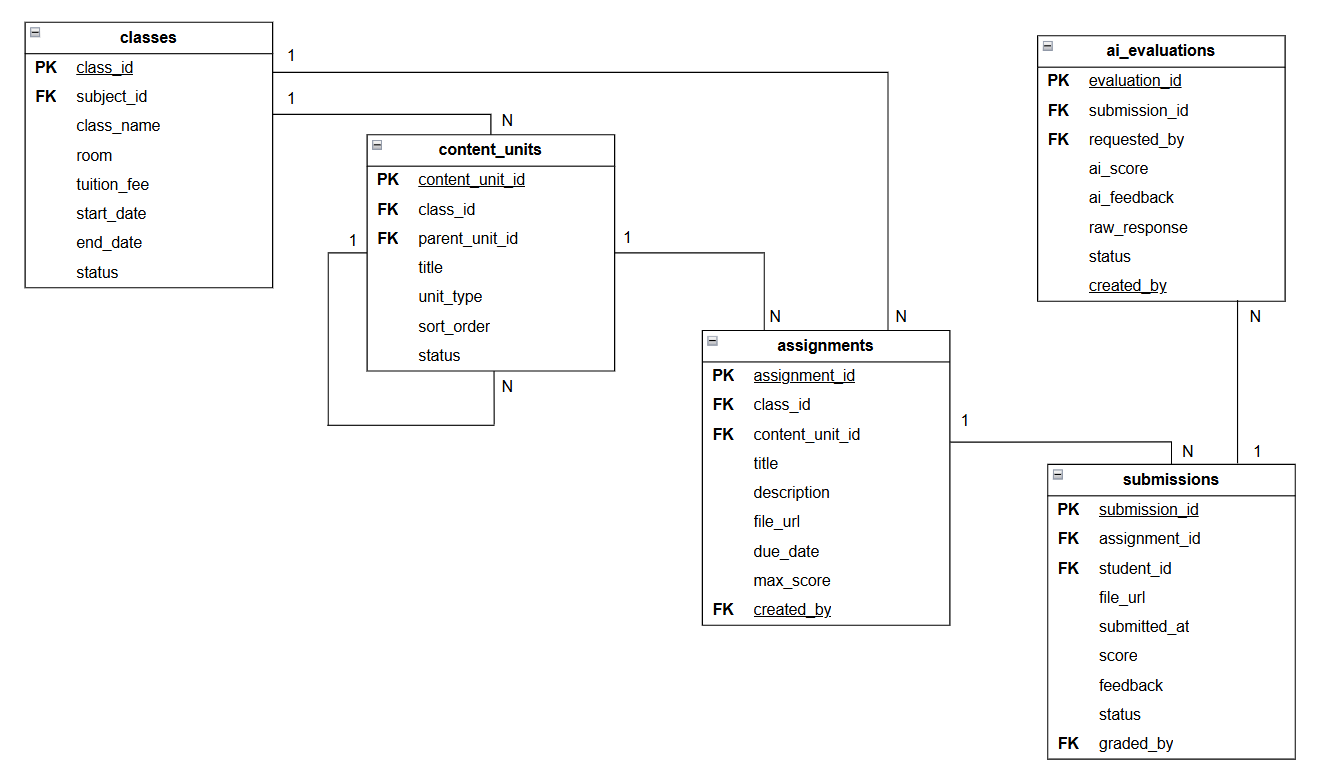 classes
PK class_id
FK subject_id
class_name
room
tuition_fee
start_date
end_date
status
1
1
N
content_units
PK content_unit_id
FK class_id
FK parent_unit_id
title
unit_type
sort_order
status
1
N
1
N
N
assignments
PK assignment_id
FK class_id
FK content_unit_id
title
description
file_url
due_date
max_score
FK created_by
1
N
ai_evaluations
PK evaluation_id
FK submission_id
FK requested_by
ai_score
ai_feedback
raw_response
status
created_by
N
1
submissions
PK submission_id
FK assignment_id
FK student_id
file_url
submitted_at
score
feedback
status
FK graded_by